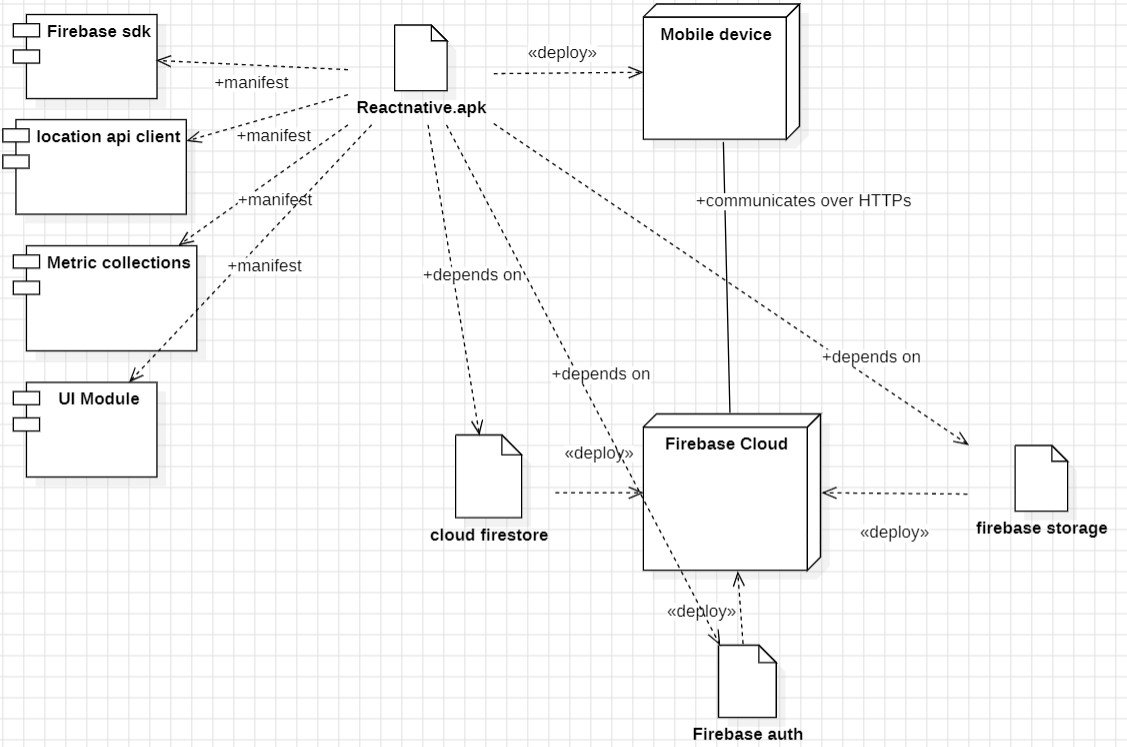 Firebase sdk
Reactnative.apk
«deploy»
Mobile device
+manifest
location api client
+manifest
+manifest
+communicates over HTTPs
Metric collections
+manifest
+depends on
+depends on
+depends on
UI Module
Firebase Cloud
«deploy»
cloud firestore
«deploy»
firebase storage
«deploy»
Firebase auth